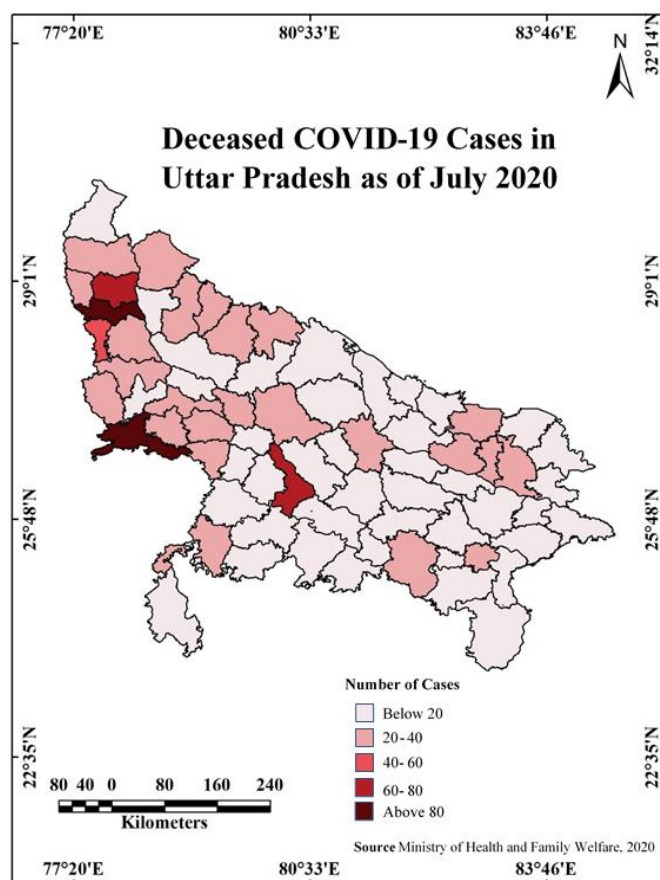 77°20'E 80°33'E 83°46'E
32°14'N
N
Deceased COVID-19 Cases in
Uttar Pradesh as of July 2020
29°1'N 29°1'N
25°48'N 25°48'N
Number of Cases
Below 20
20-40
40- 60
60- 80
Above 80
22°35'N 22°35'N
80 40 0 80 160 240
Kilometers
Source Ministry of Health and Family Welfare, 2020
77°20'E 80°33'E 83°46'E